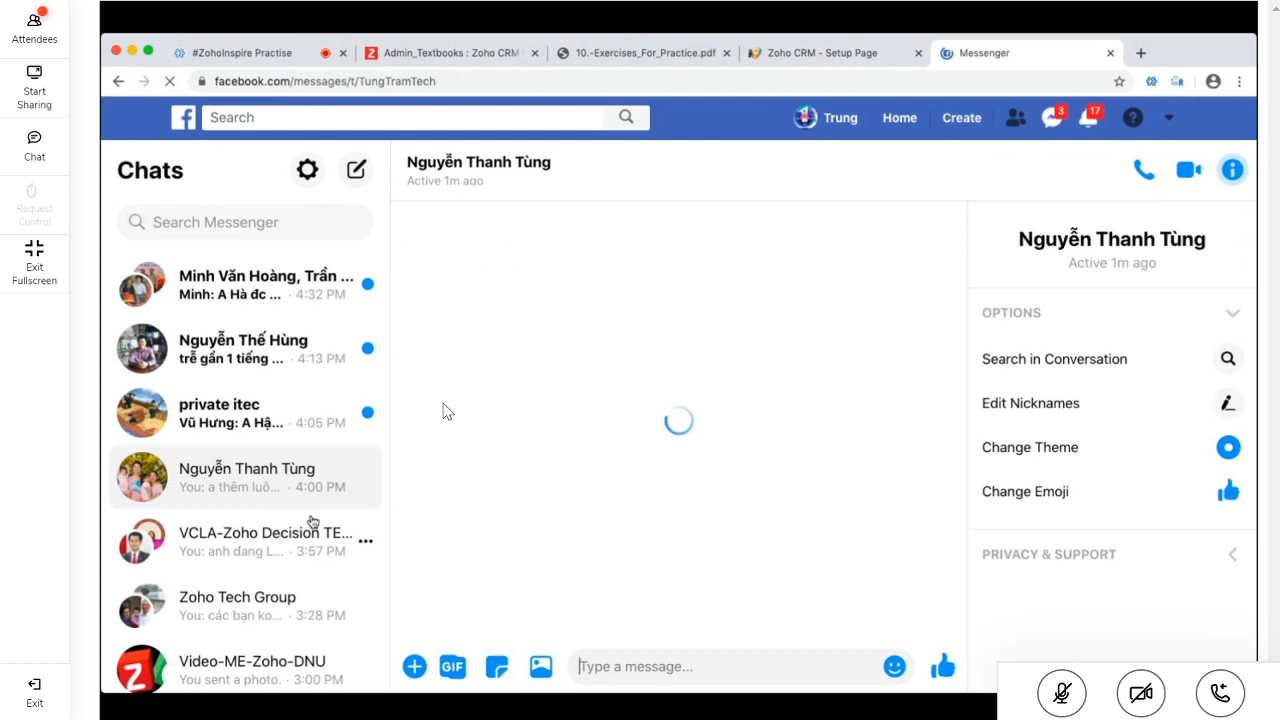 Attendees
Start
Sharing
Chat
Request
Control
Exit
Fullscreen
Exit
#ZohoInspire Practise
Admin_Textbooks : Zoho CRM
10.-Exercises_For_Practice.pdf
Zoho CRM - Setup Page
Messenger
facebook.com/messages/t/TungTramTech
Search
Trung
Home
Create
3
17
Chats
Search Messenger
Minh Văn Hoàng, Trần ...
Minh: A Hà đc ... · 4:32 PM
Nguyễn Thế Hùng
trễ gần 1 tiếng ... · 4:13 PM
private itec
Vũ Hưng: A Hậ... · 4:05 PM
Nguyễn Thanh Tùng
You: a thêm luô... · 4:00 PM
VCLA-Zoho Decision TE...
You: anh đang L... · 3:57 PM
Zoho Tech Group
You: các bạn ko... · 3:28 PM
Video-ME-Zoho-DNU
You sent a photo. · 3:00 PM
Nguyễn Thanh Tùng
Active 1m ago
GIF
Type a message...
Nguyễn Thanh Tùng
Active 1m ago
OPTIONS
Search in Conversation
Edit Nicknames
Change Theme
Change Emoji
PRIVACY & SUPPORT